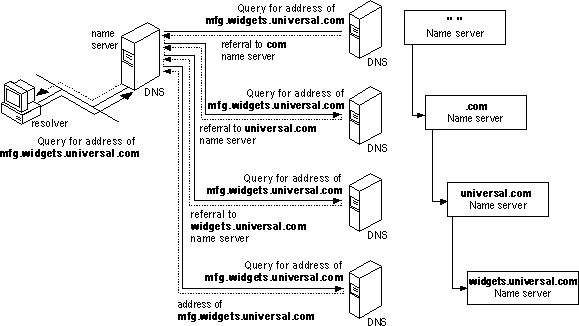 Query for address of
mfg.widgets.universal.com
name
server
DNS
referral to com
name server
DNS
" "
Name server
resolver
Query for address of
mfg.widgets.universal.com
Query for address of
mfg.widgets.universal.com
referral to universal.com
name server
DNS
.com
Name server
Query for address of
mfg.widgets.universal.com
referral to
widgets.universal.com
name server
DNS
universal.com
Name server
Query for address of
mfg.widgets.universal.com
address of
mfg.widgets.universal.com
DNS
widgets.universal.com
Name server